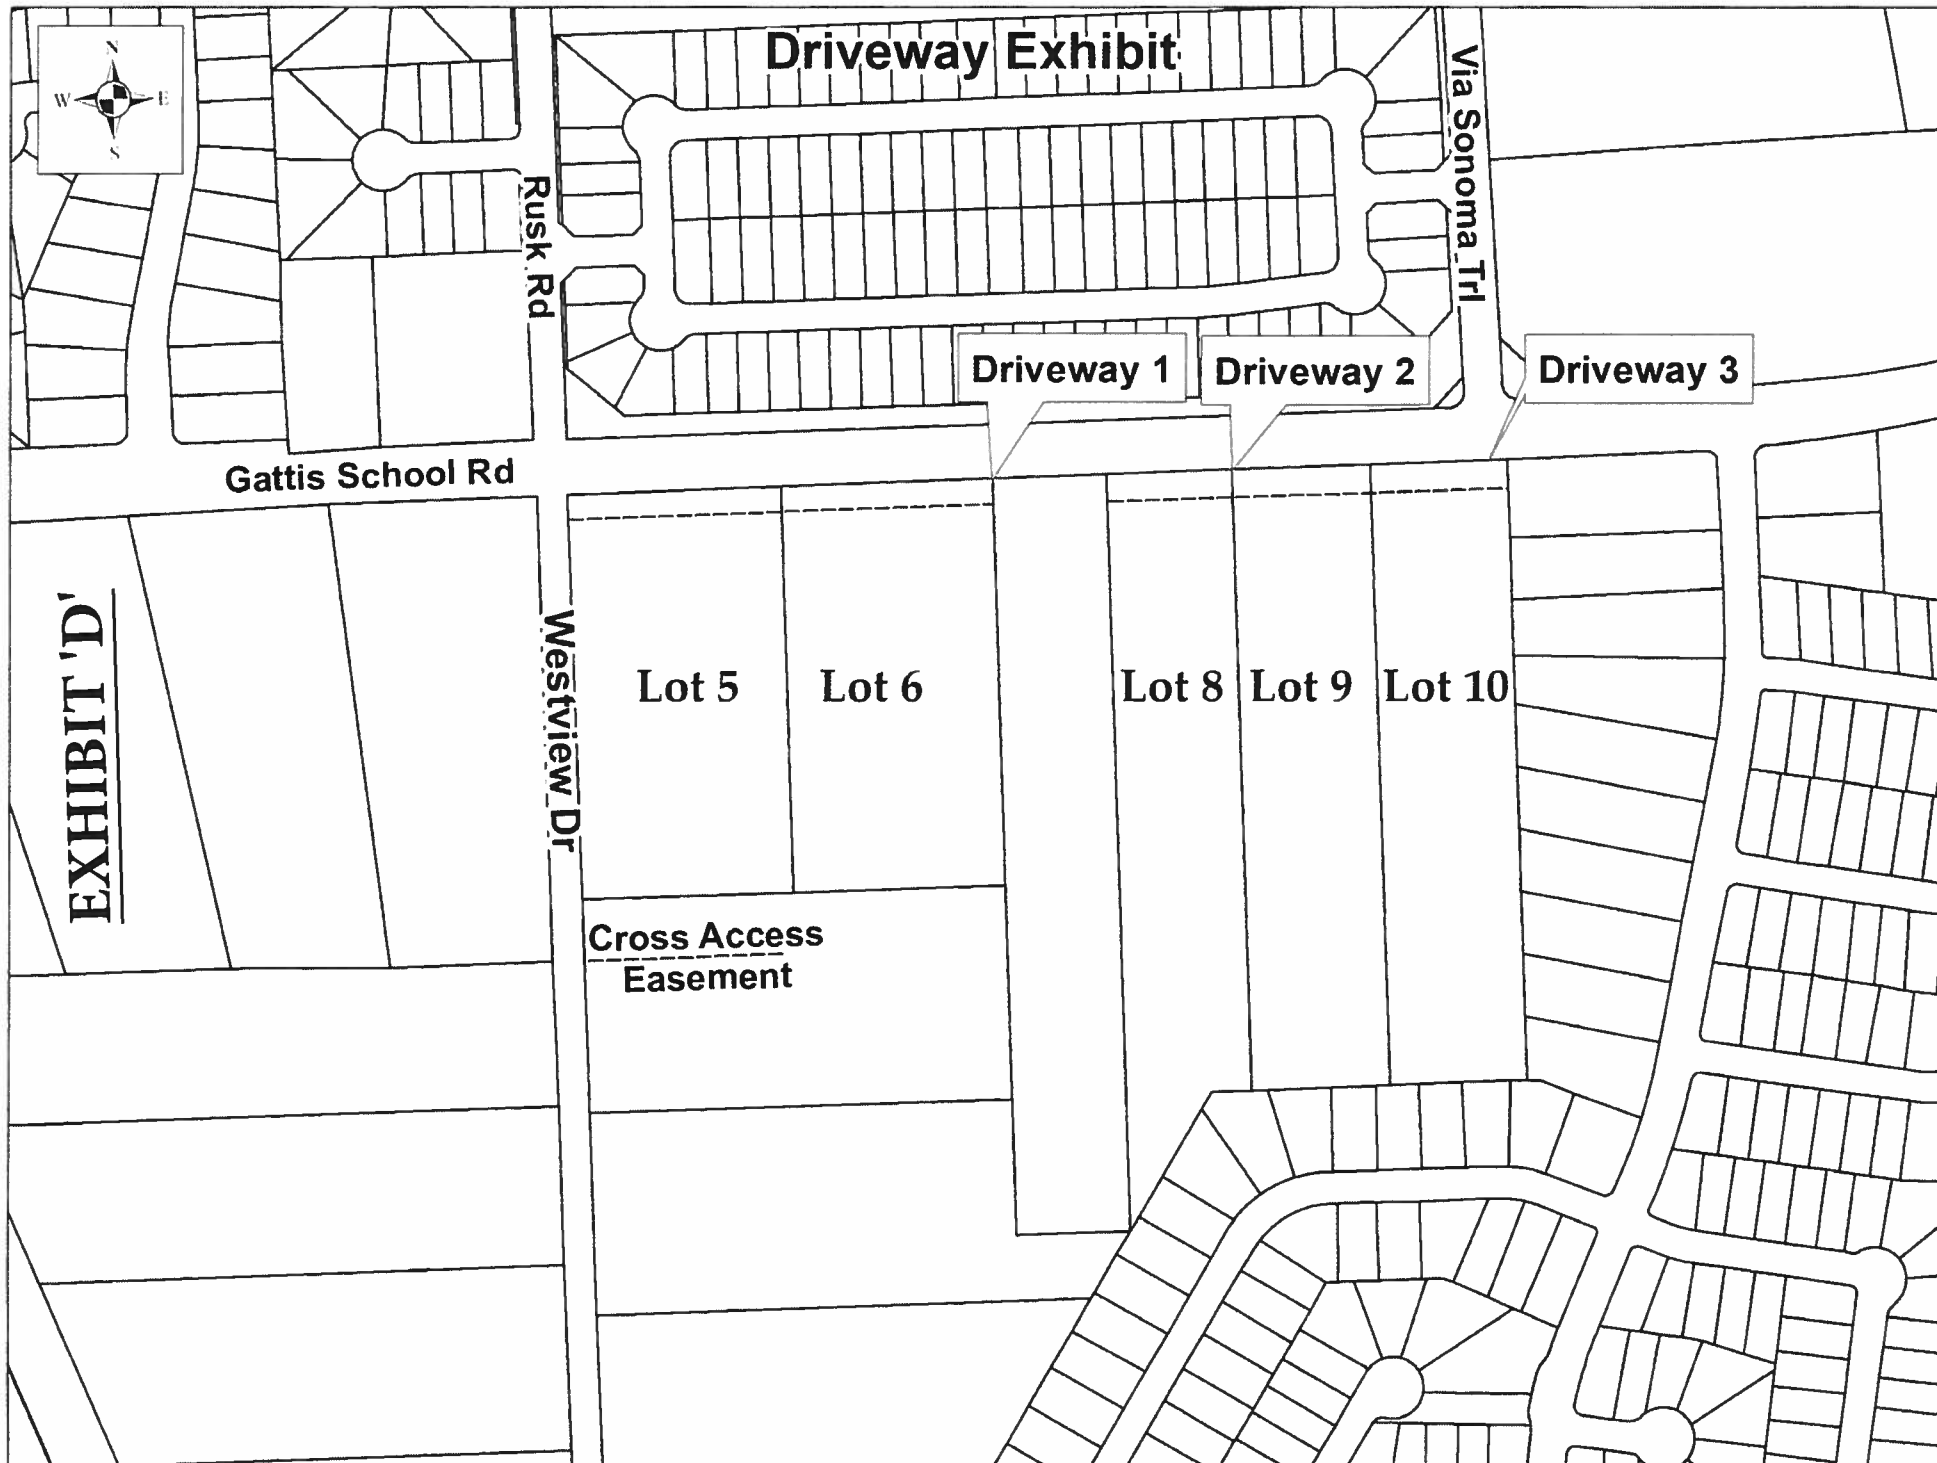 Driveway Exhibit
N
W E
S
Rusk Rd
Via Sonoma Trl
Driveway 1
Driveway 2
Driveway 3
Gattis School Rd
EXHIBIT 'D'
Westview Dr
Lot 5
Lot 6
Lot 8
Lot 9
Lot 10
Cross Access
Easement